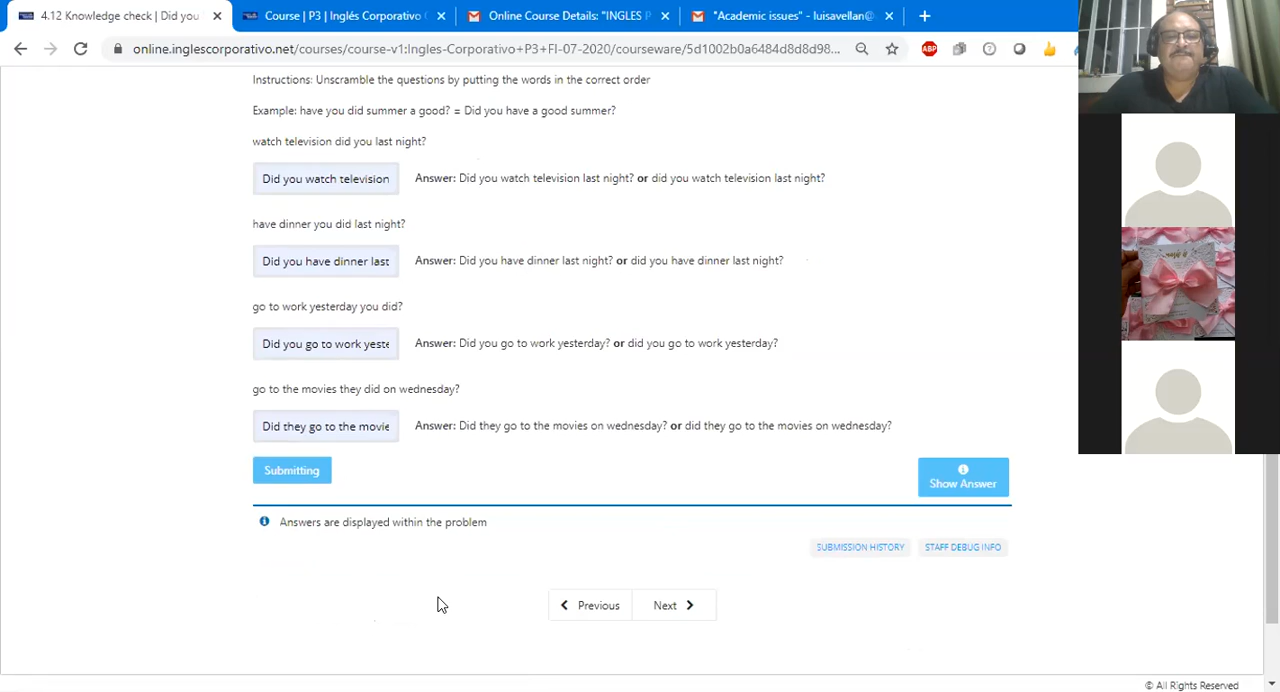 4.12 Knowledge check | Did you
Course | P3 | Inglés Corporativo
Online Course Details: "INGLES P
"Academic issues" - luisavellan@
online.inglescorporativo.net/courses/course-v1:Ingles-Corporativo+P3+FI-07-2020/courseware/5d1002b0a6484d8d8d98...
ABP
Instructions: Unscramble the questions by putting the words in the correct order
Example: have you did summer a good? = Did you have a good summer?
watch television did you last night?
Did you watch television
Answer: Did you watch television last night? or did you watch television last night?
have dinner you did last night?
Did you have dinner last
Answer: Did you have dinner last night? or did you have dinner last night?
go to work yesterday you did?
Did you go to work yeste
Answer: Did you go to work yesterday? or did you go to work yesterday?
go to the movies they did on wednesday?
Did they go to the movie
Answer: Did they go to the movies on wednesday? or did they go to the movies on wednesday?
Submitting
Show Answer
Answers are displayed within the problem
SUBMISSION HISTORY
STAFF DEBUG INFO
Previous
Next
© All Rights Reserved